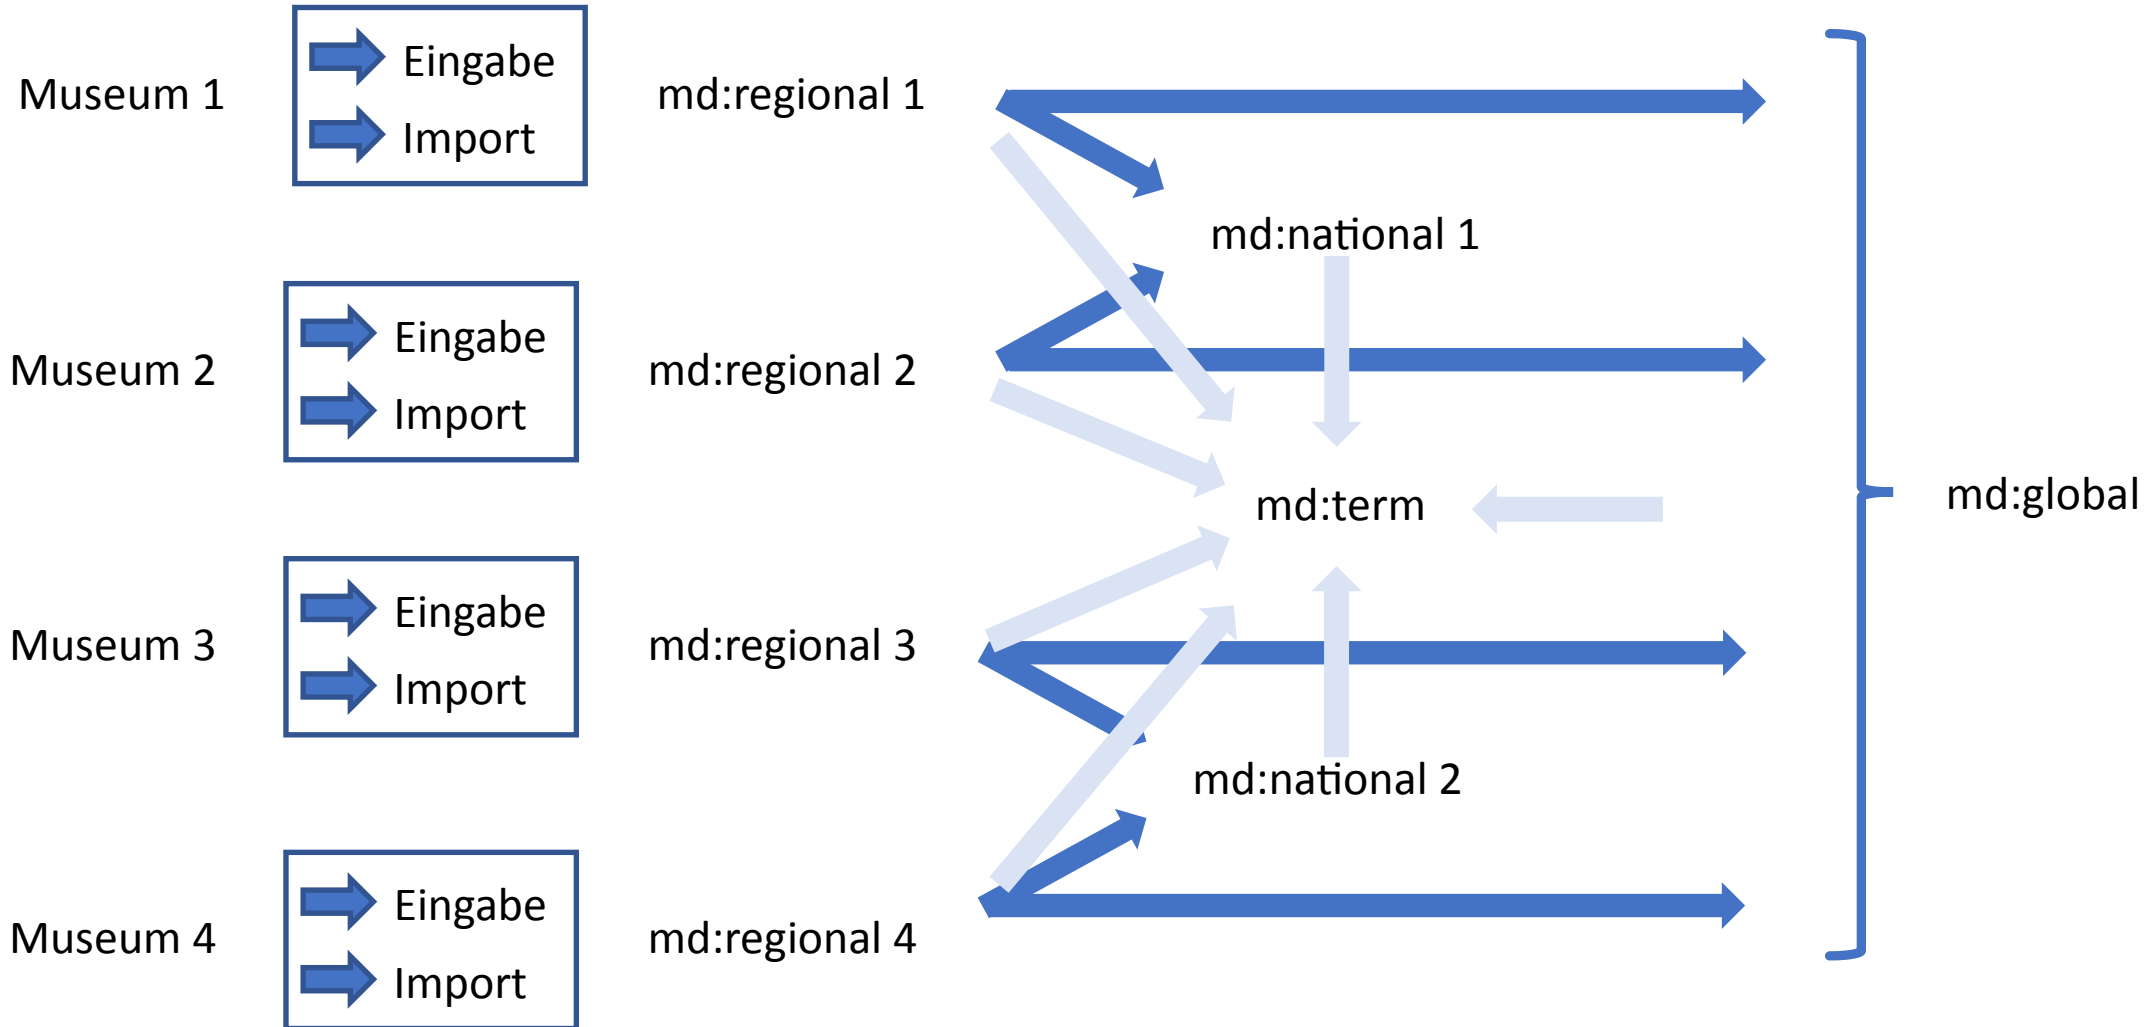 Museum 1
Eingabe
Import
md:regional 1
md:national 1
Museum 2
Eingabe
Import
md:regional 2
md:term
md:global
Museum 3
Eingabe
Import
md:regional 3
md:national 2
Museum 4
Eingabe
Import
md:regional 4